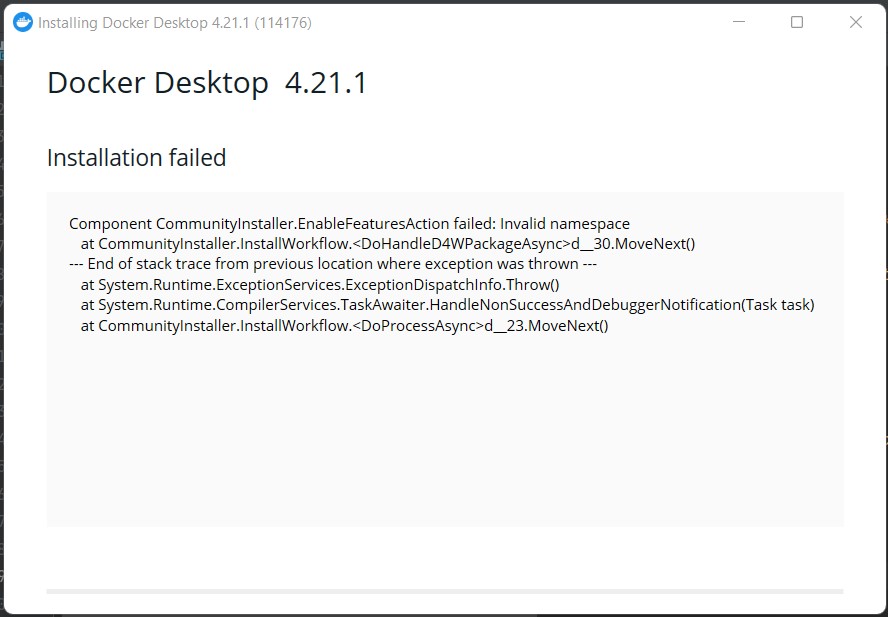 Installing Docker Desktop 4.21.1 (114176)
Docker Desktop 4.21.1
Installation failed
Component CommunityInstaller.EnableFeaturesAction failed: Invalid namespace
at CommunityInstaller.InstallWorkflow.<DoHandleD4WPackageAsync>d__30.MoveNext()
--- End of stack trace from previous location where exception was thrown ---
at System.Runtime.ExceptionServices.ExceptionDispatchInfo.Throw()
at System.Runtime.CompilerServices.TaskAwaiter.HandleNonSuccessAndDebuggerNotification(Task task)
at CommunityInstaller.InstallWorkflow.<DoProcessAsync>d__23.MoveNext()